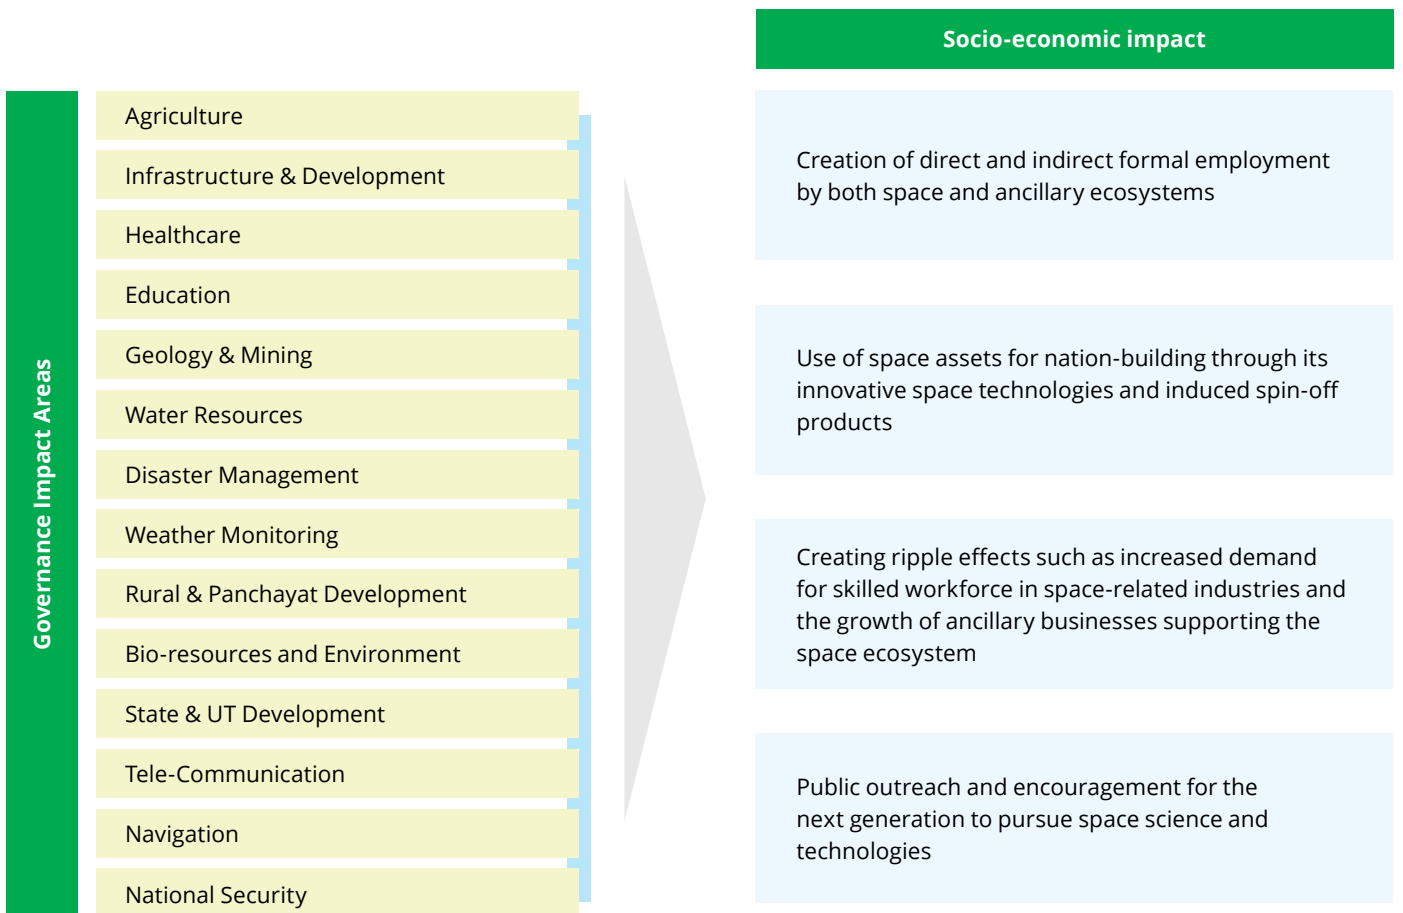 Governance Impact Areas
Agriculture
Infrastructure & Development
Healthcare
Education
Geology & Mining
Water Resources
Disaster Management
Weather Monitoring
Rural & Panchayat Development
Bio-resources and Environment
State & UT Development
Tele-Communication
Navigation
National Security
Socio-economic impact
Creation of direct and indirect formal employment
by both space and ancillary ecosystems
Use of space assets for nation-building through its
innovative space technologies and induced spin-off
products
Creating ripple effects such as increased demand
for skilled workforce in space-related industries and
the growth of ancillary businesses supporting the
space ecosystem
Public outreach and encouragement for the
next generation to pursue space science and
technologies